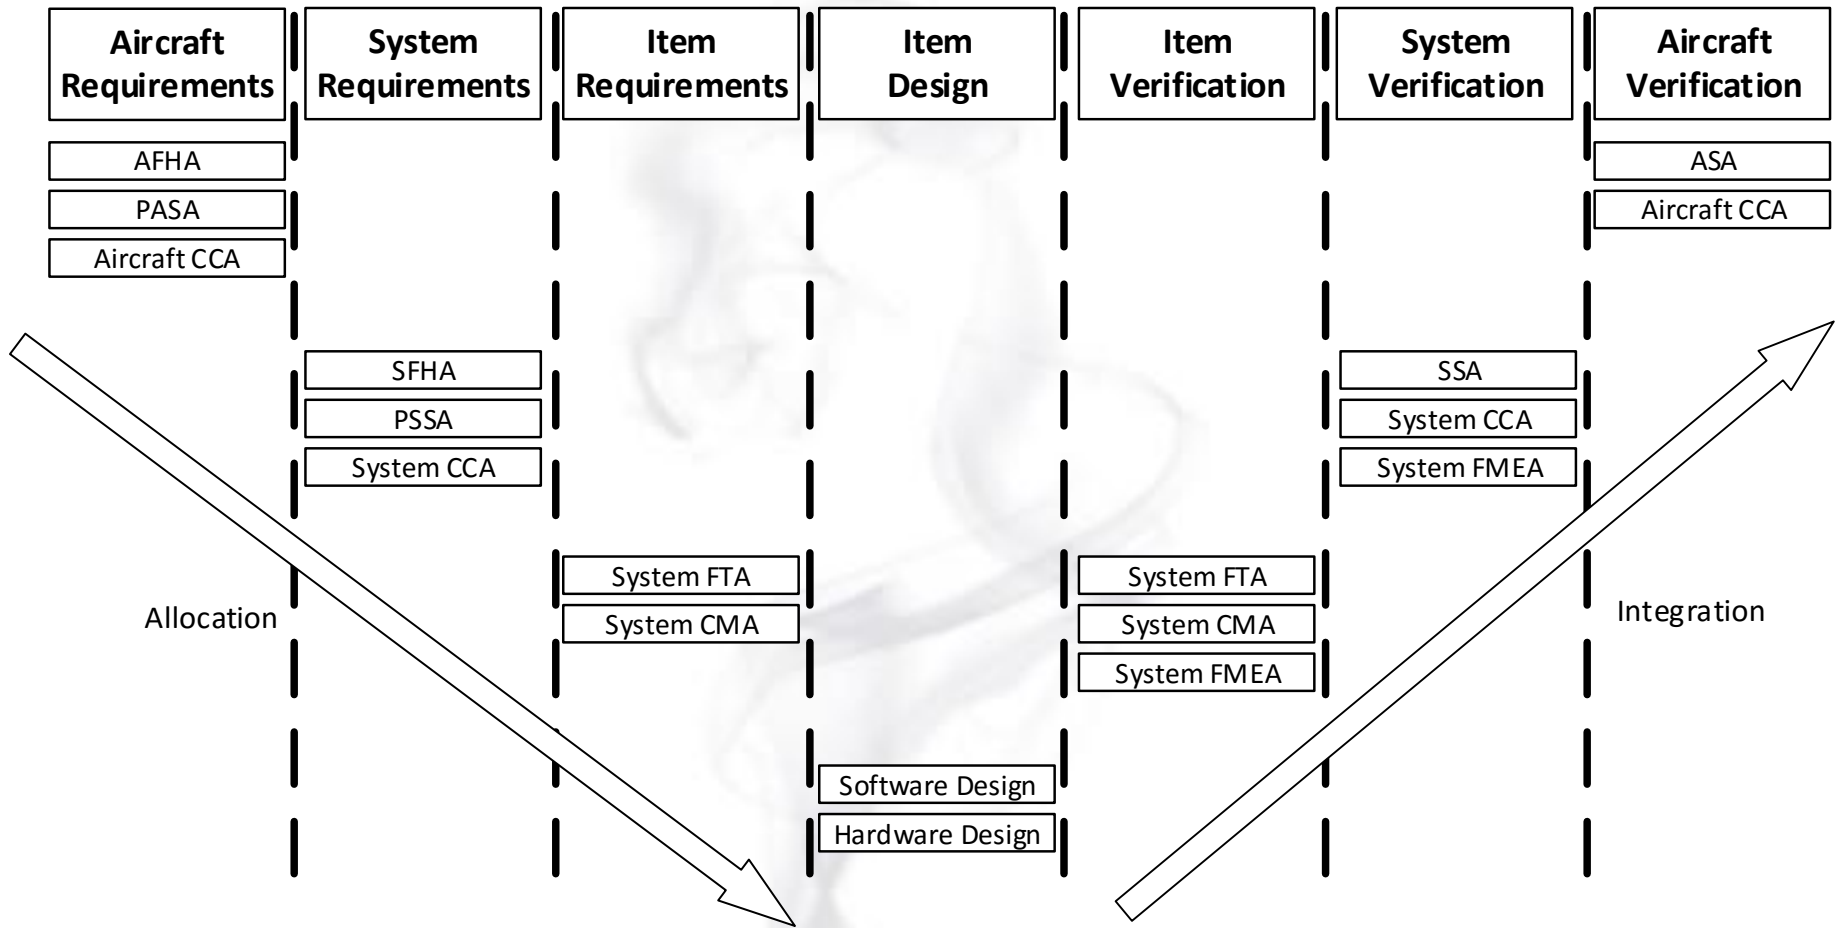 Aircraft
Requirements
System
Requirements
Item
Requirements
Item
Design
Item
Verification
System
Verification
Aircraft
Verification
AFHA
PASA
Aircraft CCA
ASA
Aircraft CCA
SFHA
PSSA
System CCA
SSA
System CCA
System FMEA
System FTA
System CMA
System FTA
System CMA
System FMEA
Allocation
Integration
Software Design
Hardware Design